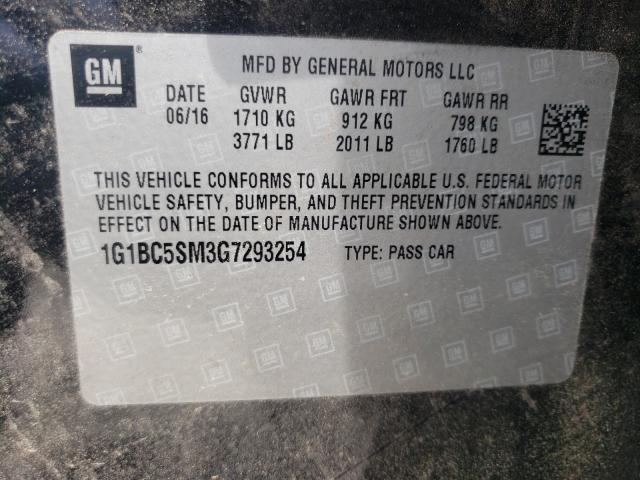 GM ® MFD BY GENERAL MOTORS LLC
DATE GVWR GAWR FRT GAWR RR
06/16 1710 KG 912 KG 798 KG
3771 LB 2011 LB 1760 LB
THIS VEHICLE CONFORMS TO ALL APPLICABLE U.S. FEDERAL MOTOR
VEHICLE SAFETY, BUMPER, AND THEFT PREVENTION STANDARDS IN
EFFECT ON THE DATE OF MANUFACTURE SHOWN ABOVE.
1G1BC5SM3G7293254 TYPE: PASS CAR